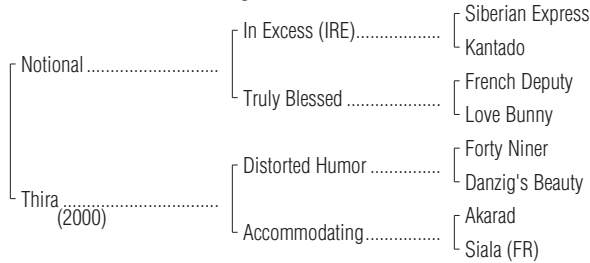 Siberian Express
In Excess (IRE)..................
Kantado
Notional ............................
French Deputy
Truly Blessed ....................
Love Bunny
Forty Niner
Distorted Humor ...............
Danzig's Beauty
Thira ...........................
(2000)
Akarad
Accommodating................
Siala (FR)